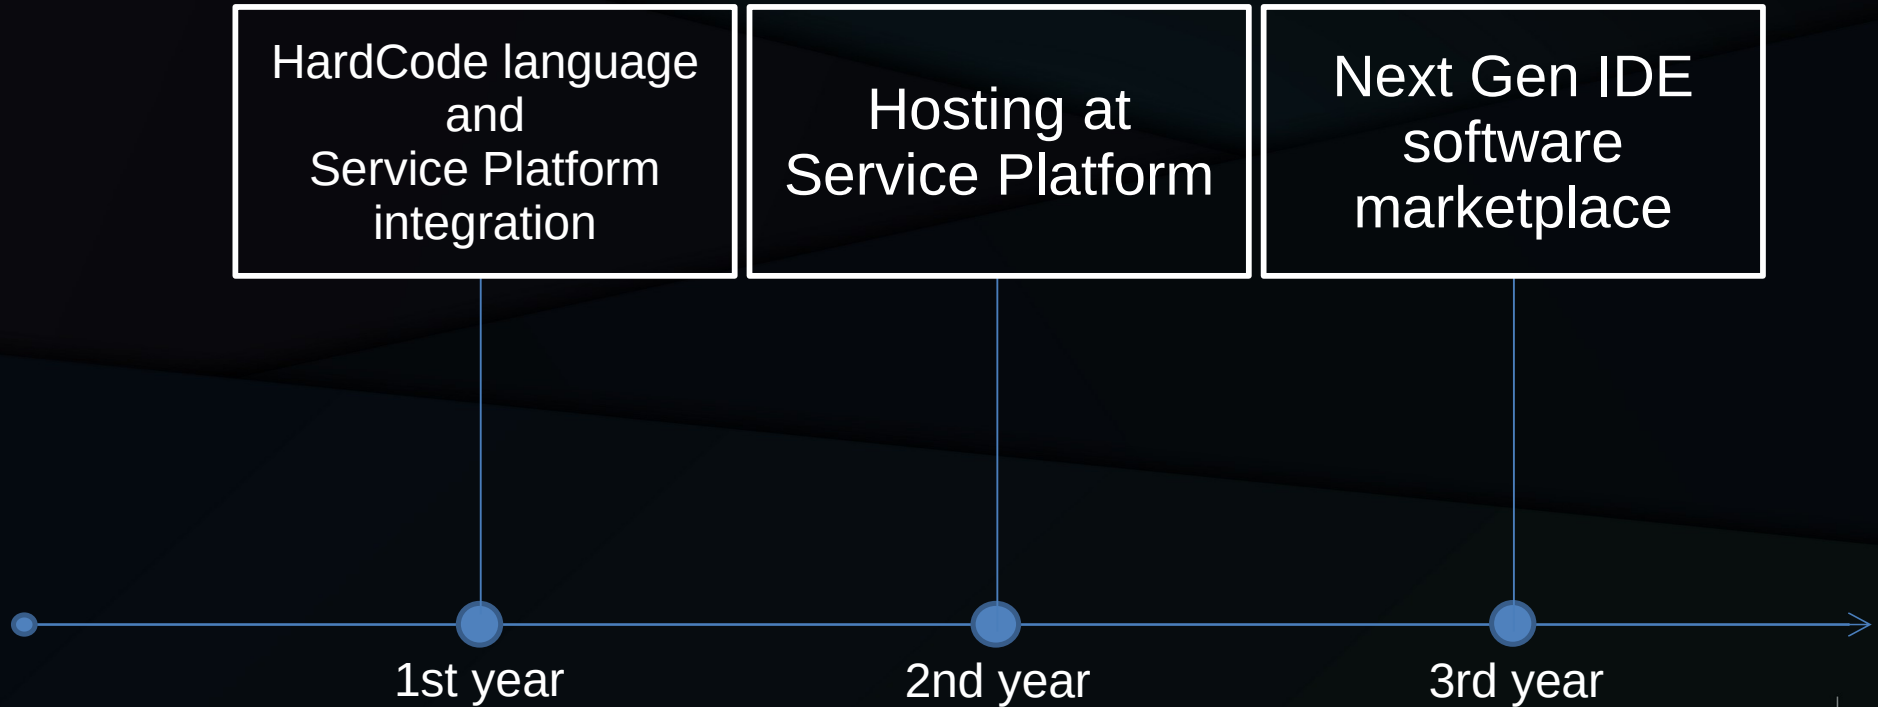 HardCode language
and
Service Platform
integration
Hosting at
Service Platform
Next Gen IDE
software
marketplace
1st year
2nd year
3rd year